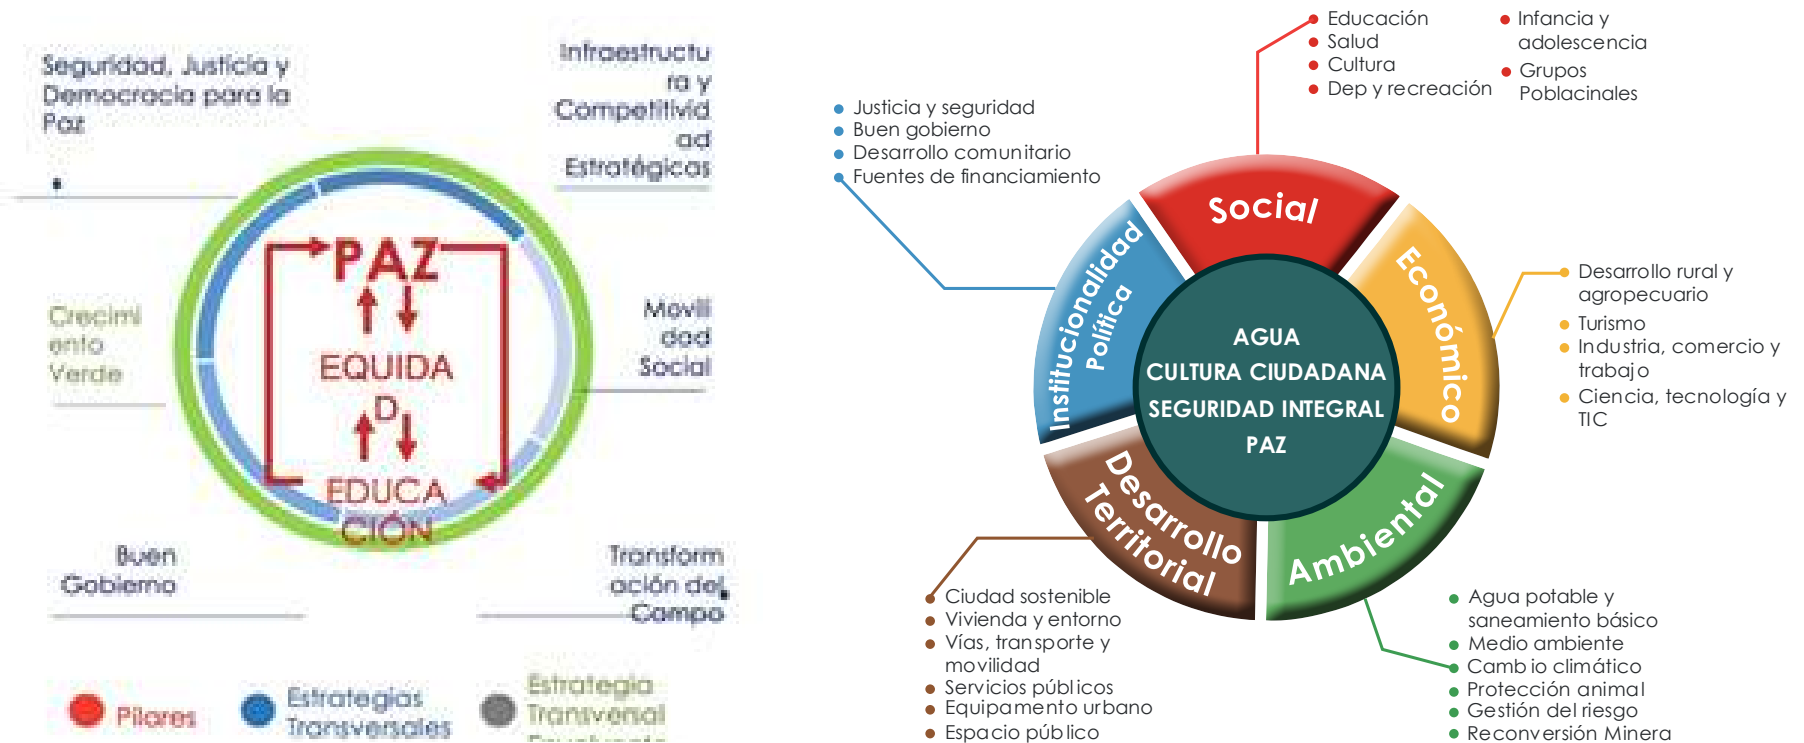 Seguridad, Justicia y
Democracia para la
Paz
Infraestructu
ra y
Competitivid
ad
Estratégicas
Crecimi
ento
Verde
PAZ
EQUIDA
D
EDUCA
CIÓN
Movili
dad
Social
Buen
Gobierno
Transform
ación del
Campo
Pilares
Estrategias
Transversales
Estrategia
Transversal
Educación
Salud
Cultura
Dep y recreación
Infancia y
adolescencia
Grupos
Poblacinales
Justicia y seguridad
Buen gobierno
Desarrollo comunitario
Fuentes de financiamiento
Social
Económico
Ambiental
Desarrollo
Territorial
Institucionalidad
Política
AGUA
CULTURA CIUDADANA
SEGURIDAD INTEGRAL
PAZ
Desarrollo rural y
agropecuario
Turismo
Industria, comercio y
trabajo
Ciencia, tecnología y
TIC
Ciudad sostenible
Vivienda y entorno
Vías, transporte y
movilidad
Servicios públicos
Equipamento urbano
Espacio público
Agua potable y
saneamiento básico
Medio ambiente
Cambio climático
Protección animal
Gestión del riesgo
Reconversión Minera